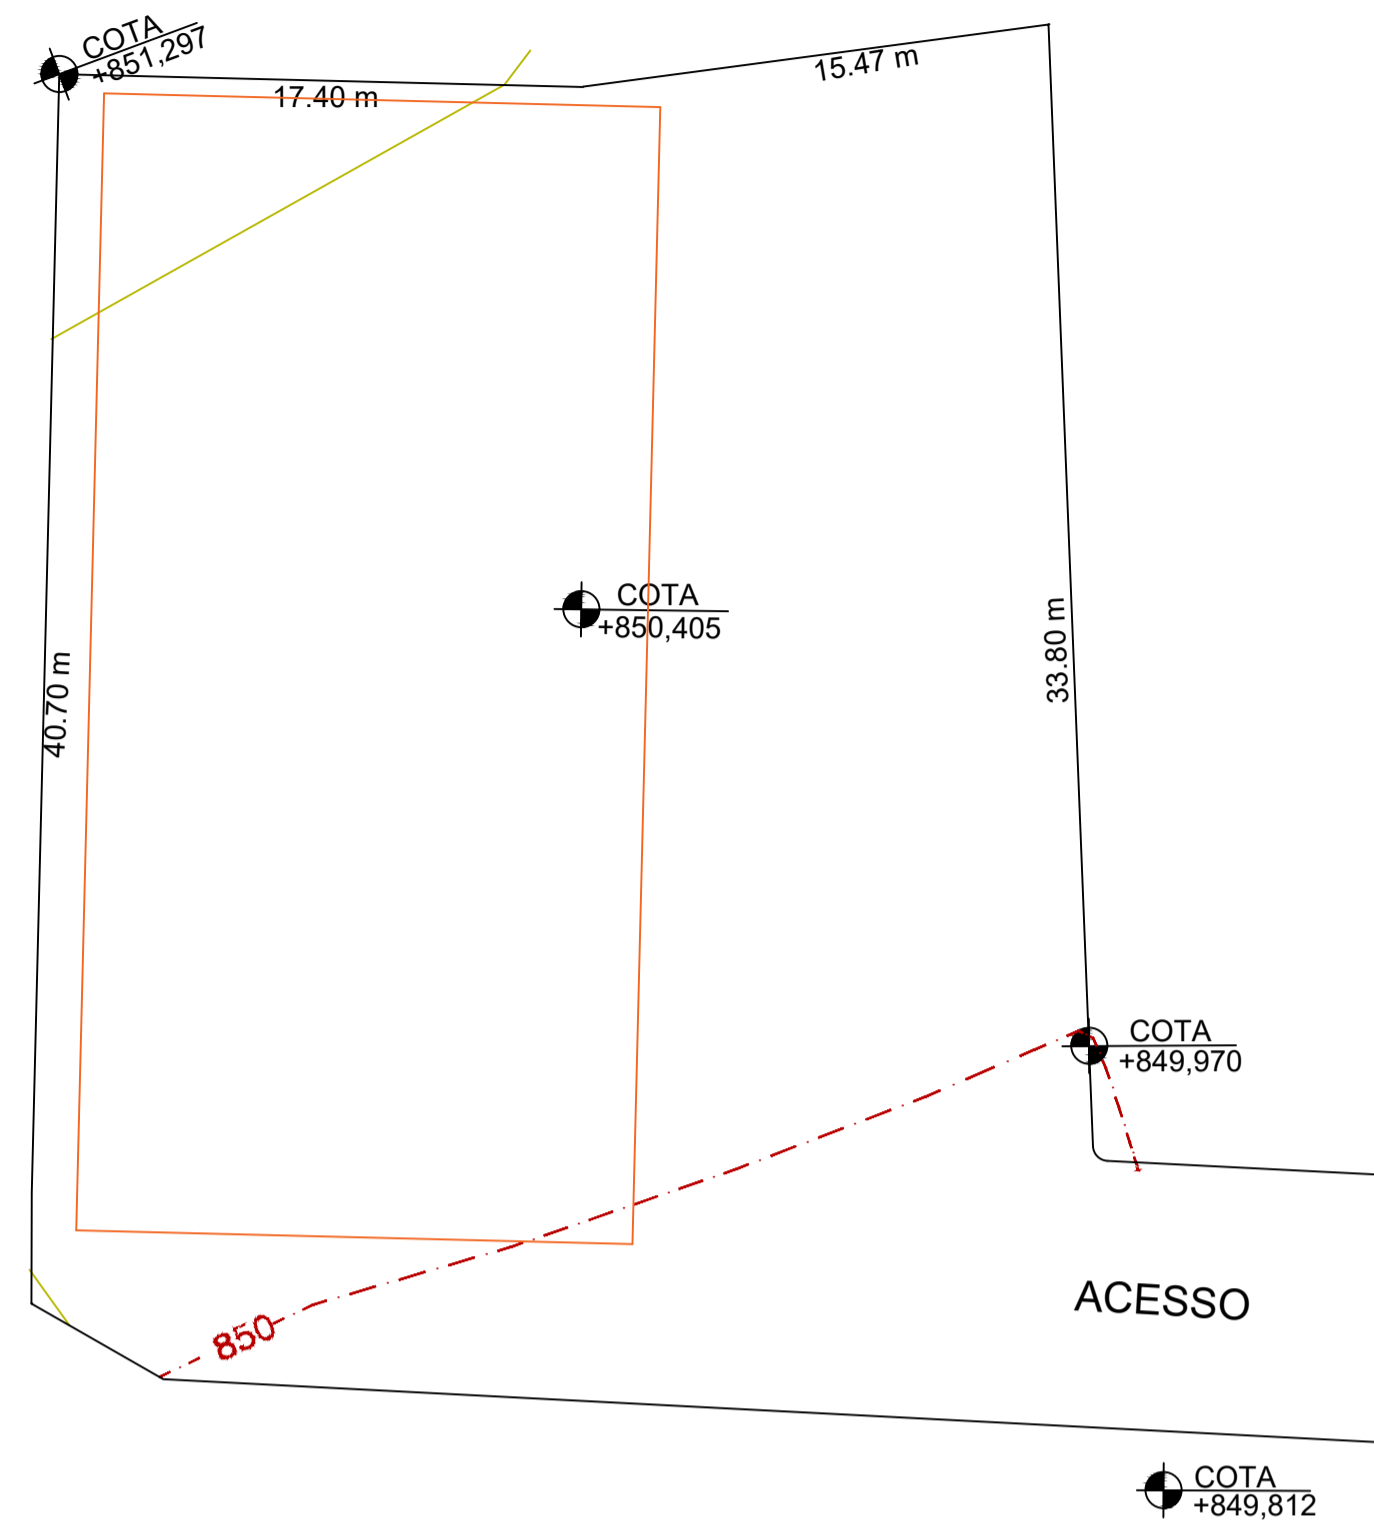 COTA
+851,297
17.40 m
15.47 m
COTA
+850,405
33.80 m
40.70 m
COTA
+849,970
850
ACESSO
COTA
+849,812